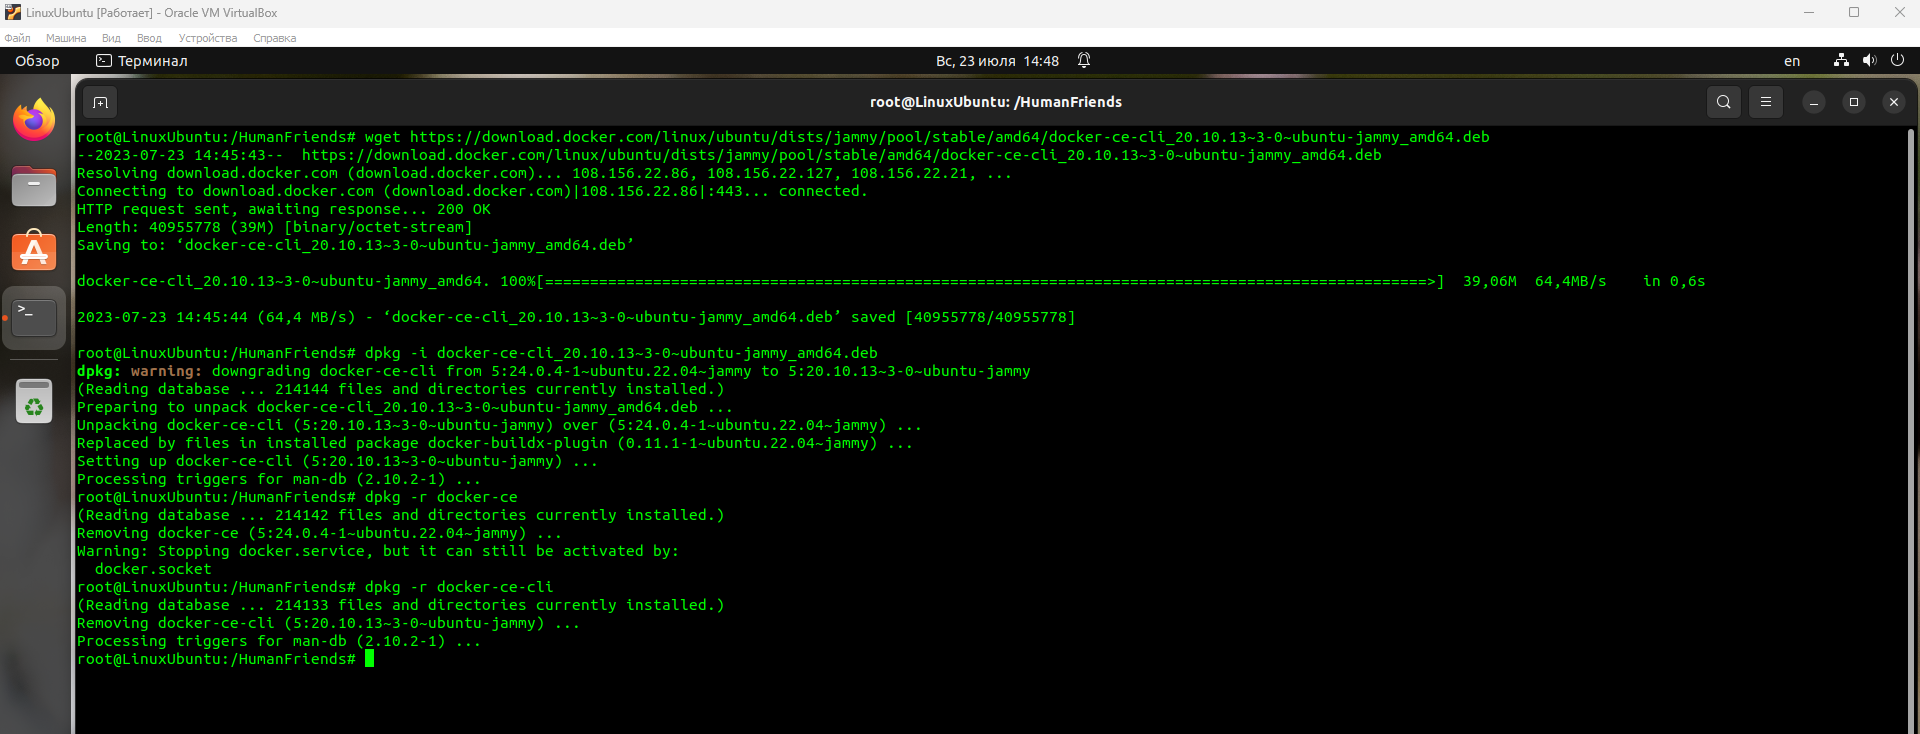 LinuxUbuntu [Работает] - Oracle VM VirtualBox
Файл Машина Вид Ввод Устройства Справка
Обзор Терминал Вс, 23 июля 14:48 en
root@LinuxUbuntu: /HumanFriends
root@LinuxUbuntu:/HumanFriends# wget https://download.docker.com/linux/ubuntu/dists/jammy/pool/stable/amd64/docker-ce-cli_20.10.13~3-0~ubuntu-jammy_amd64.deb
--2023-07-23 14:45:43--  https://download.docker.com/linux/ubuntu/dists/jammy/pool/stable/amd64/docker-ce-cli_20.10.13~3-0~ubuntu-jammy_amd64.deb
Resolving download.docker.com (download.docker.com)... 108.156.22.86, 108.156.22.127, 108.156.22.21, ...
Connecting to download.docker.com (download.docker.com)|108.156.22.86|:443... connected.
HTTP request sent, awaiting response... 200 OK
Length: 40955778 (39M) [binary/octet-stream]
Saving to: ‘docker-ce-cli_20.10.13~3-0~ubuntu-jammy_amd64.deb’
docker-ce-cli_20.10.13~3-0~ubuntu-jammy_amd64. 100%[==================================================================================================>]  39,06M  64,4MB/s    in 0,6s
2023-07-23 14:45:44 (64,4 MB/s) - ‘docker-ce-cli_20.10.13~3-0~ubuntu-jammy_amd64.deb’ saved [40955778/40955778]
root@LinuxUbuntu:/HumanFriends# dpkg -i docker-ce-cli_20.10.13~3-0~ubuntu-jammy_amd64.deb
dpkg: warning: downgrading docker-ce-cli from 5:24.0.4-1~ubuntu.22.04~jammy to 5:20.10.13~3-0~ubuntu-jammy
(Reading database ... 214144 files and directories currently installed.)
Preparing to unpack docker-ce-cli_20.10.13~3-0~ubuntu-jammy_amd64.deb ...
Unpacking docker-ce-cli (5:20.10.13~3-0~ubuntu-jammy) over (5:24.0.4-1~ubuntu.22.04~jammy) ...
Replaced by files in installed package docker-buildx-plugin (0.11.1-1~ubuntu.22.04~jammy) ...
Setting up docker-ce-cli (5:20.10.13~3-0~ubuntu-jammy) ...
Processing triggers for man-db (2.10.2-1) ...
root@LinuxUbuntu:/HumanFriends# dpkg -r docker-ce
(Reading database ... 214142 files and directories currently installed.)
Removing docker-ce (5:24.0.4-1~ubuntu.22.04~jammy) ...
Warning: Stopping docker.service, but it can still be activated by:
  docker.socket
root@LinuxUbuntu:/HumanFriends# dpkg -r docker-ce-cli
(Reading database ... 214133 files and directories currently installed.)
Removing docker-ce-cli (5:20.10.13~3-0~ubuntu-jammy) ...
Processing triggers for man-db (2.10.2-1) ...
root@LinuxUbuntu:/HumanFriends#